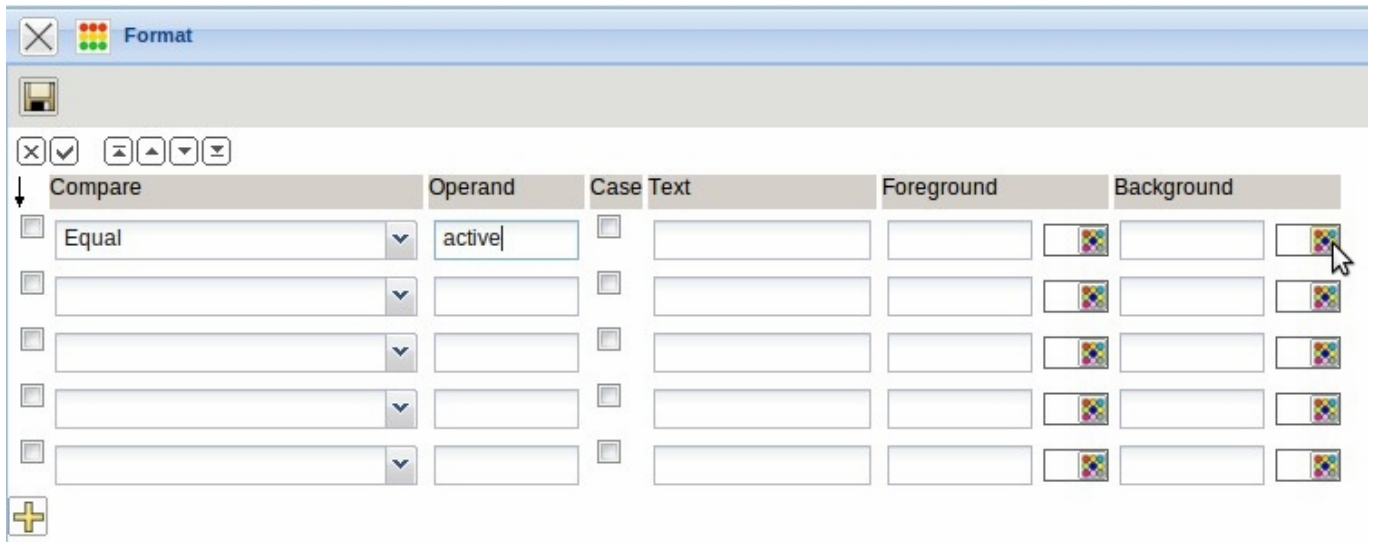 Format
Compare Operand Case Text Foreground Background
Equal active